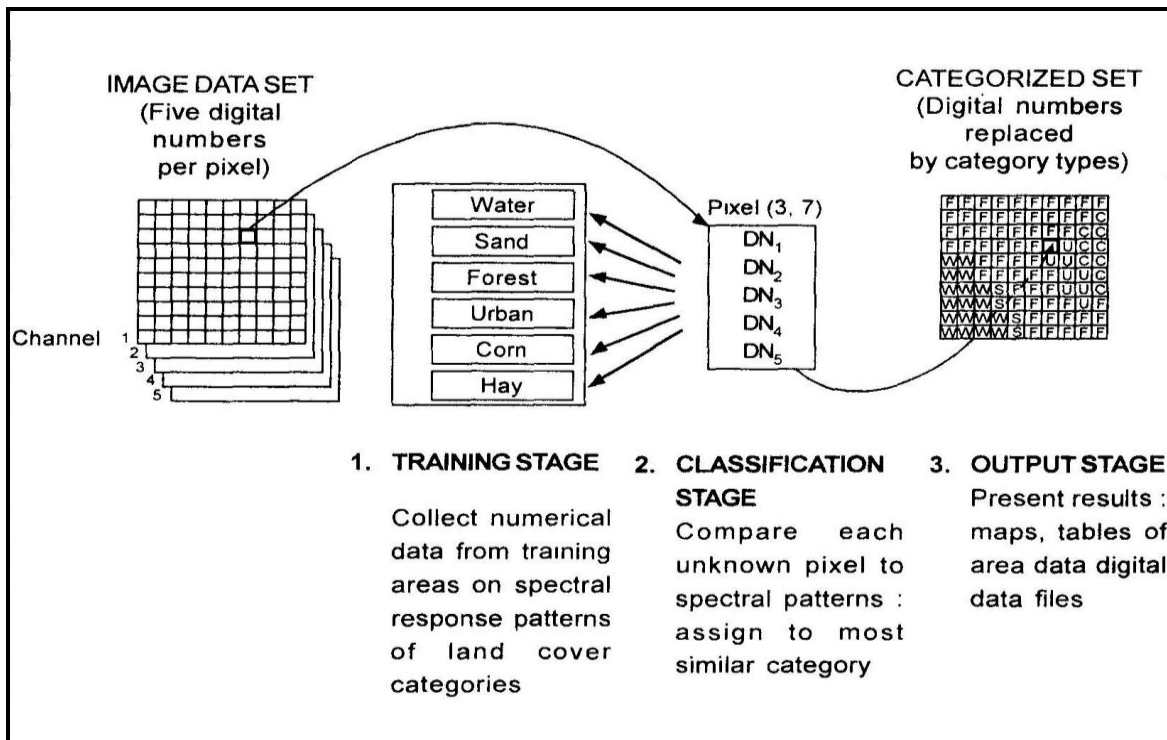 IMAGE DATA SET
(Five digital
numbers
per pixel)
Channel
1
2
3
4
5
Water
Sand
Forest
Urban
Corn
Hay
Pixel (3, 7)
DN1
DN2
DN3
DN4
DN5
CATEGORIZED SET
(Digital numbers
replaced
by category types)
1. TRAINING STAGE
Collect numerical
data from training
areas on spectral
response patterns
of land cover
categories
2. CLASSIFICATION
STAGE
Compare each
unknown pixel to
spectral patterns :
assign to most
similar category
3. OUTPUT STAGE
Present results :
maps, tables of
area data digital
data files